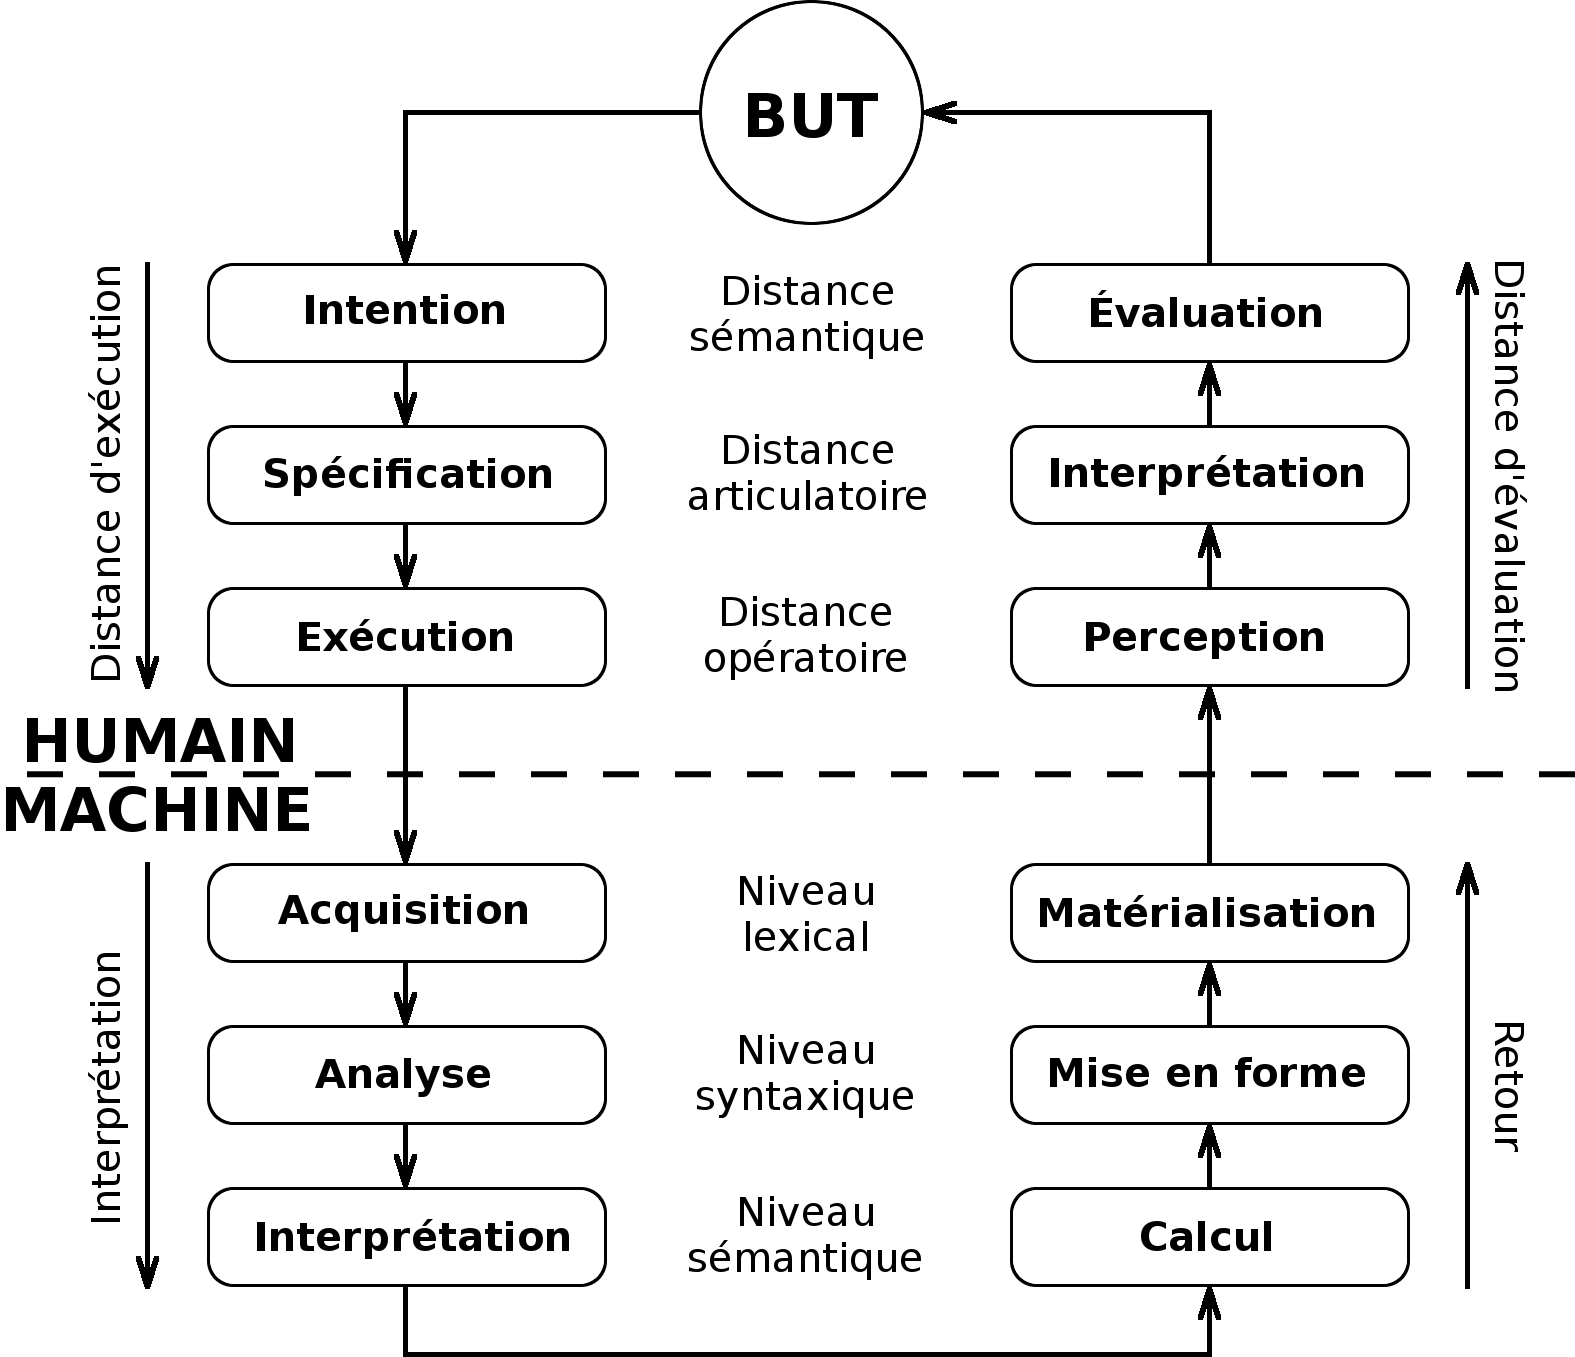 BUT
Distance d'exécution
Intention
Distance
sémantique
Évaluation
Distance d'évaluation
Spécification
Distance
articulatoire
Interprétation
Exécution
Distance
opératoire
Perception
HUMAIN
MACHINE
Interprétation
Acquisition
Niveau
lexical
Matérialisation
Retour
Analyse
Niveau
syntaxique
Mise en forme
Interprétation
Niveau
sémantique
Calcul